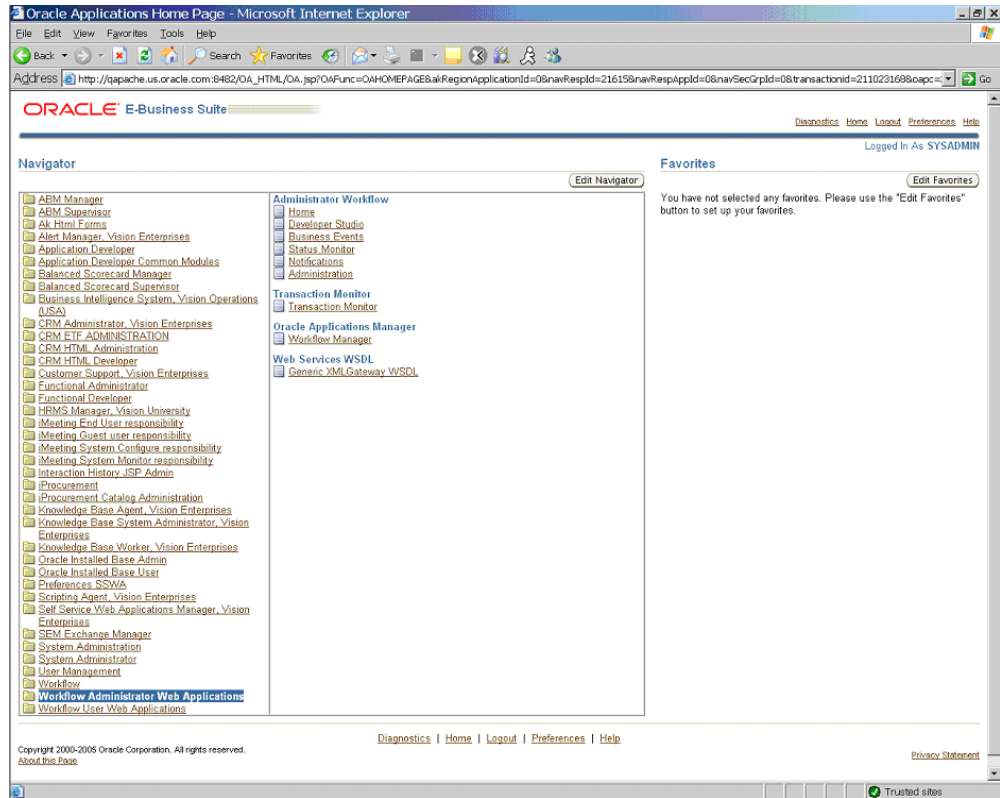 Oracle Applications Home Page - Microsoft Internet Explorer
File Edit View Favorites Tools Help
Back Search Favorites
Address http://qapache.us.oracle.com:8482/OA_HTML/OA.jsp?OAFunc=OAHOMEPAGE&akRegionApplicationId=0&navRespId=21615&navRespAppId=0&navSecGrpId=0&transactionid=211023168&oapc= Go
ORACLE E-Business Suite
Diagnostics Home Logout Preferences Help
Logged In As SYSADMIN
Navigator
Edit Navigator
ABM Manager
ABM Supervisor
Ak Html Forms
Alert Manager, Vision Enterprises
Application Developer
Application Developer Common Modules
Balanced Scorecard Manager
Balanced Scorecard Supervisor
Business Intelligence System, Vision Operations
(USA)
CRM Administrator, Vision Enterprises
CRM ETF ADMINISTRATION
CRM HTML Administration
CRM HTML Developer
Customer Support, Vision Enterprises
Functional Administrator
Functional Developer
HRMS Manager, Vision University
iMeeting End User responsibility
iMeeting Guest user responsibility
iMeeting System Configure responsibility
iMeeting System Monitor responsibility
Interaction History JSP Admin
iProcurement
iProcurement Catalog Administration
Knowledge Base Agent, Vision Enterprises
Knowledge Base System Administrator, Vision
Enterprises
Knowledge Base Worker, Vision Enterprises
Oracle Installed Base Admin
Oracle Installed Base User
Preferences SSWA
Scripting Agent, Vision Enterprises
Self Service Web Applications Manager, Vision
Enterprises
SEM Exchange Manager
System Administration
System Administrator
User Management
Workflow
Workflow Administrator Web Applications
Workflow User Web Applications
Administrator Workflow
Home
Developer Studio
Business Events
Status Monitor
Notifications
Administration
Transaction Monitor
Transaction Monitor
Oracle Applications Manager
Workflow Manager
Web Services WSDL
Generic XMLGateway WSDL
Favorites
Edit Favorites
You have not selected any favorites. Please use the "Edit Favorites"
button to set up your favorites.
Diagnostics | Home | Logout | Preferences | Help
Copyright 2000-2005 Oracle Corporation. All rights reserved.
About this Page
Privacy Statement
Trusted sites